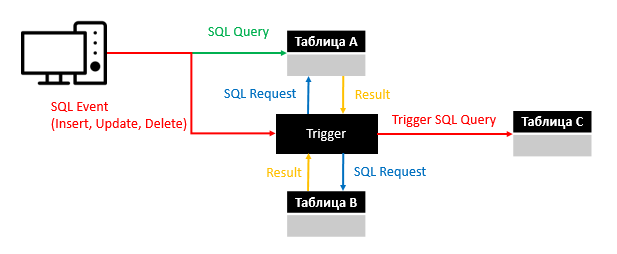 SQL Query
Таблица А
SQL Request
Result
SQL Event
(Insert, Update, Delete)
Trigger SQL Query
Таблица С
Trigger
Result
SQL Request
Таблица В